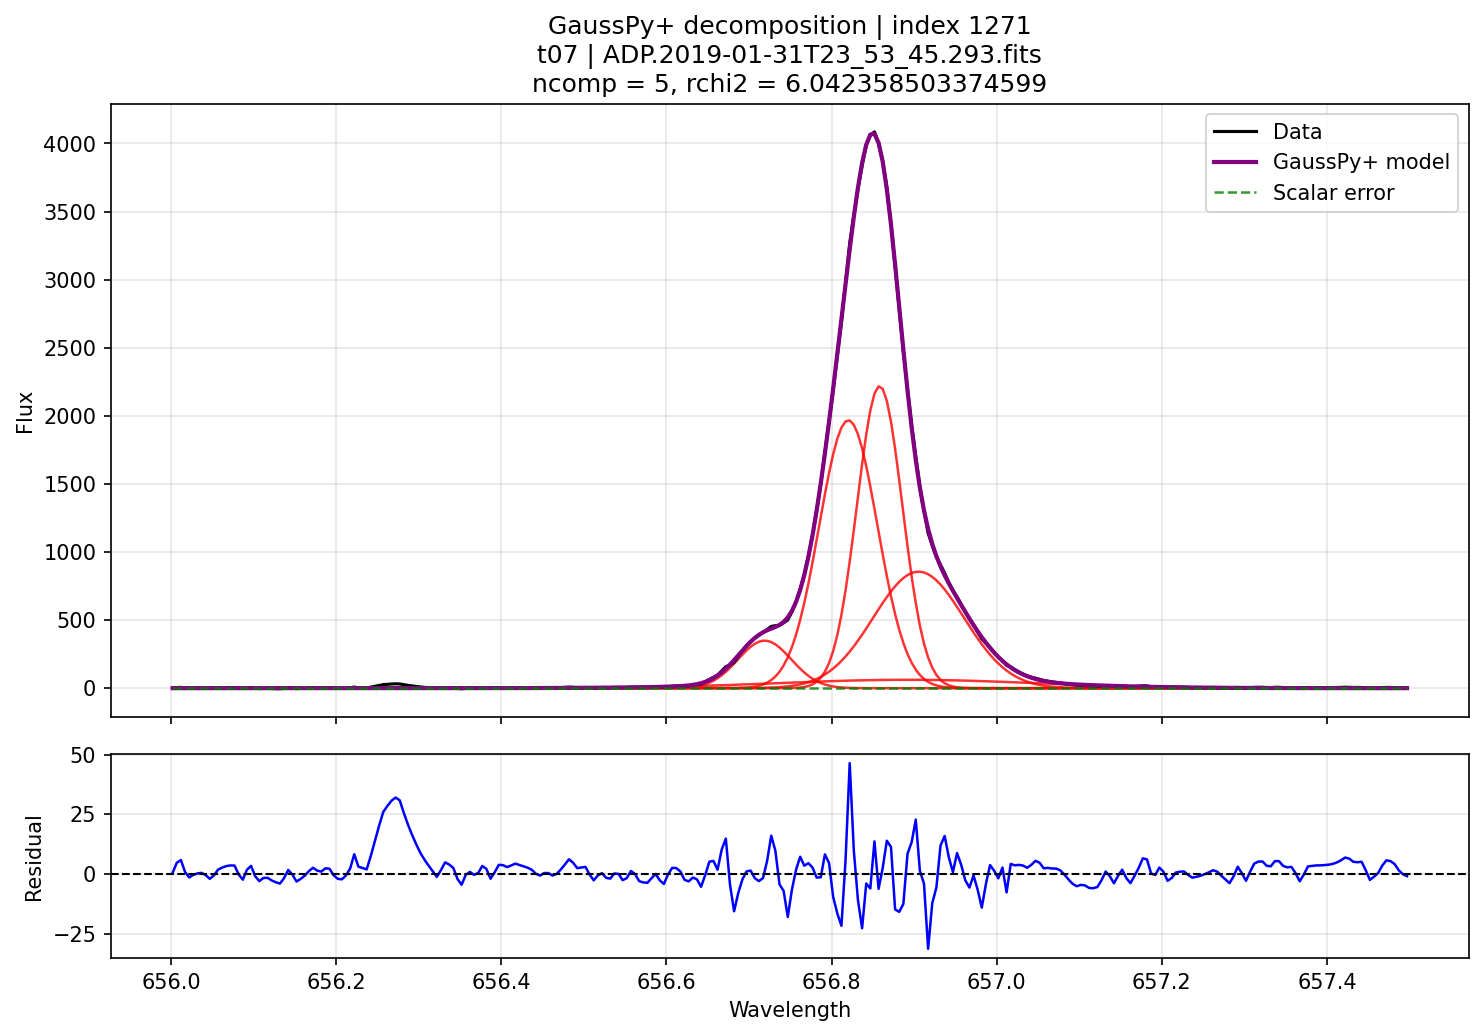 GaussPy+ decomposition | index 1271
t07 | ADP.2019-01-31T23_53_45.293.fits
ncomp = 5, rchi2 = 6.042358503374599
Data
GaussPy+ model
Scalar error
4000
3500
3000
2500
2000
1500
1000
500
0
Flux
50
25
0
−25
Residual
656.0 656.2 656.4 656.6 656.8 657.0 657.2 657.4
Wavelength